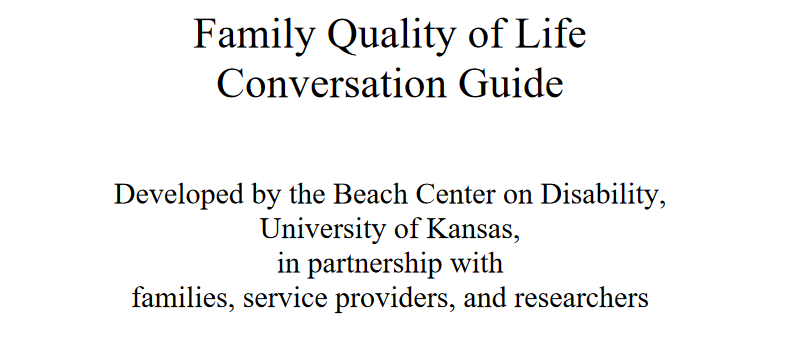 Family Quality of Life
Conversation Guide
Developed by the Beach Center on Disability,
University of Kansas,
in partnership with
families, service providers, and researchers